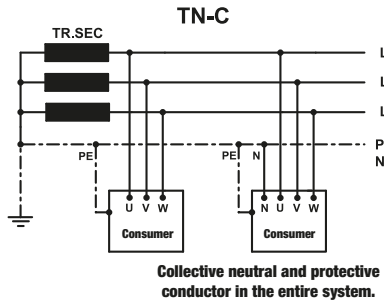 TN-C
TR.SEC
L
L
L
P
N
PE
PE N
U V W
N U V W
Consumer
Consumer
Collective neutral and protective
conductor in the entire system.